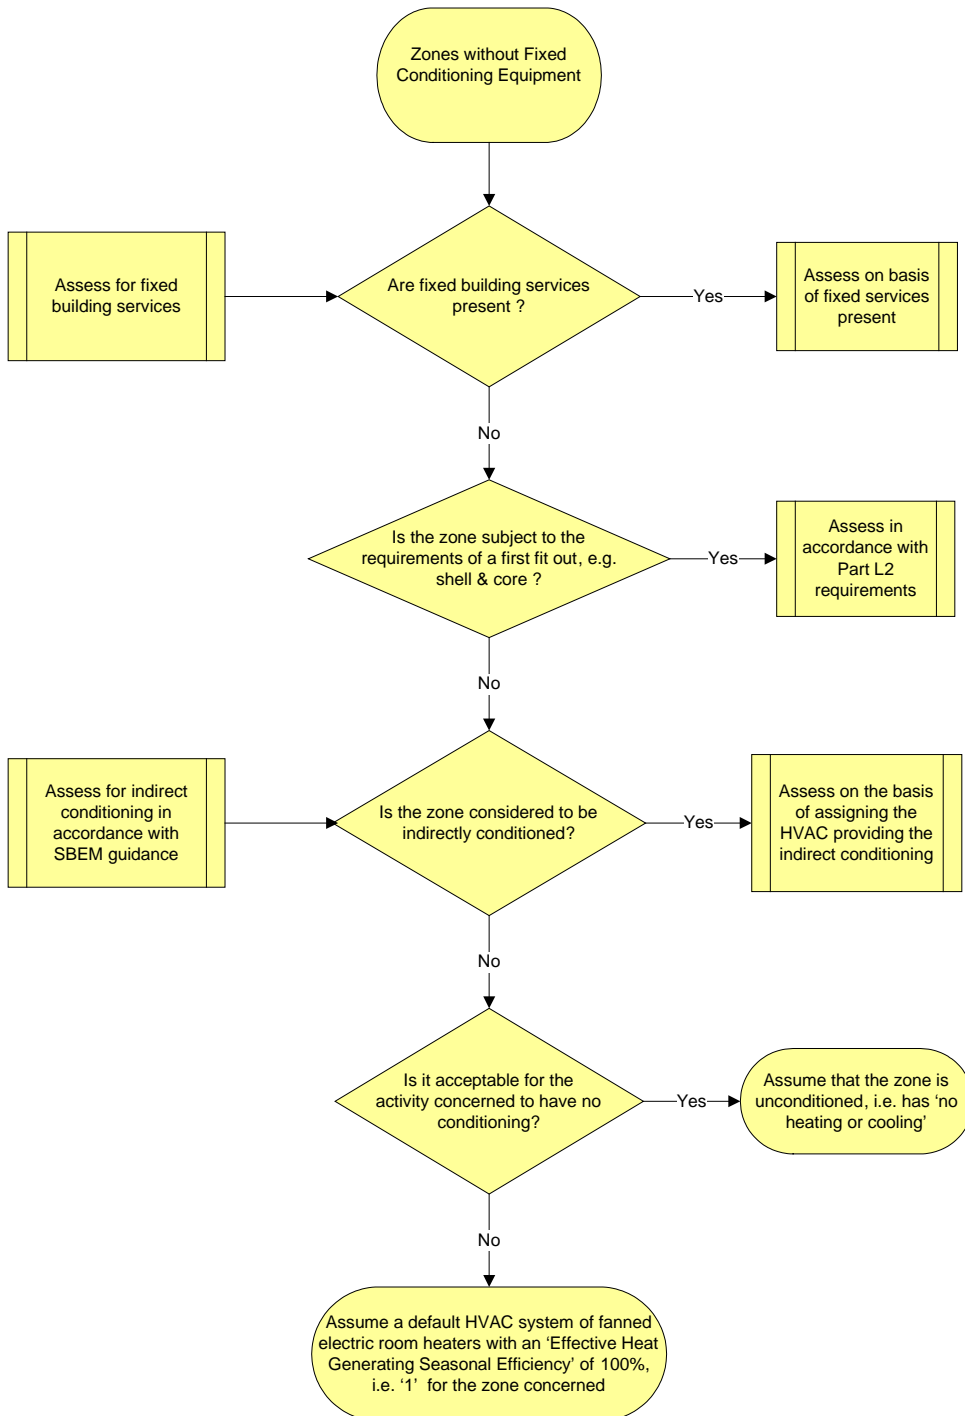 Zones without Fixed
Conditioning Equipment
Assess for fixed
building services
Are fixed building services
present ?
Yes
Assess on basis
of fixed services
present
No
Is the zone subject to the
requirements of a first fit out, e.g.
shell & core ?
Yes
Assess in
accordance with
Part L2
requirements
No
Assess for indirect
conditioning in
accordance with
SBEM guidance
Is the zone considered to be
indirectly conditioned?
Yes
Assess on the basis
of assigning the
HVAC providing the
indirect conditioning
No
Is it acceptable for the
activity concerned to have no
conditioning?
Yes
Assume that the zone is
unconditioned, i.e. has ‘no
heating or cooling’
No
Assume a default HVAC system of fanned
electric room heaters with an ‘Effective Heat
Generating Seasonal Efficiency’ of 100%,
i.e. ‘1’ for the zone concerned